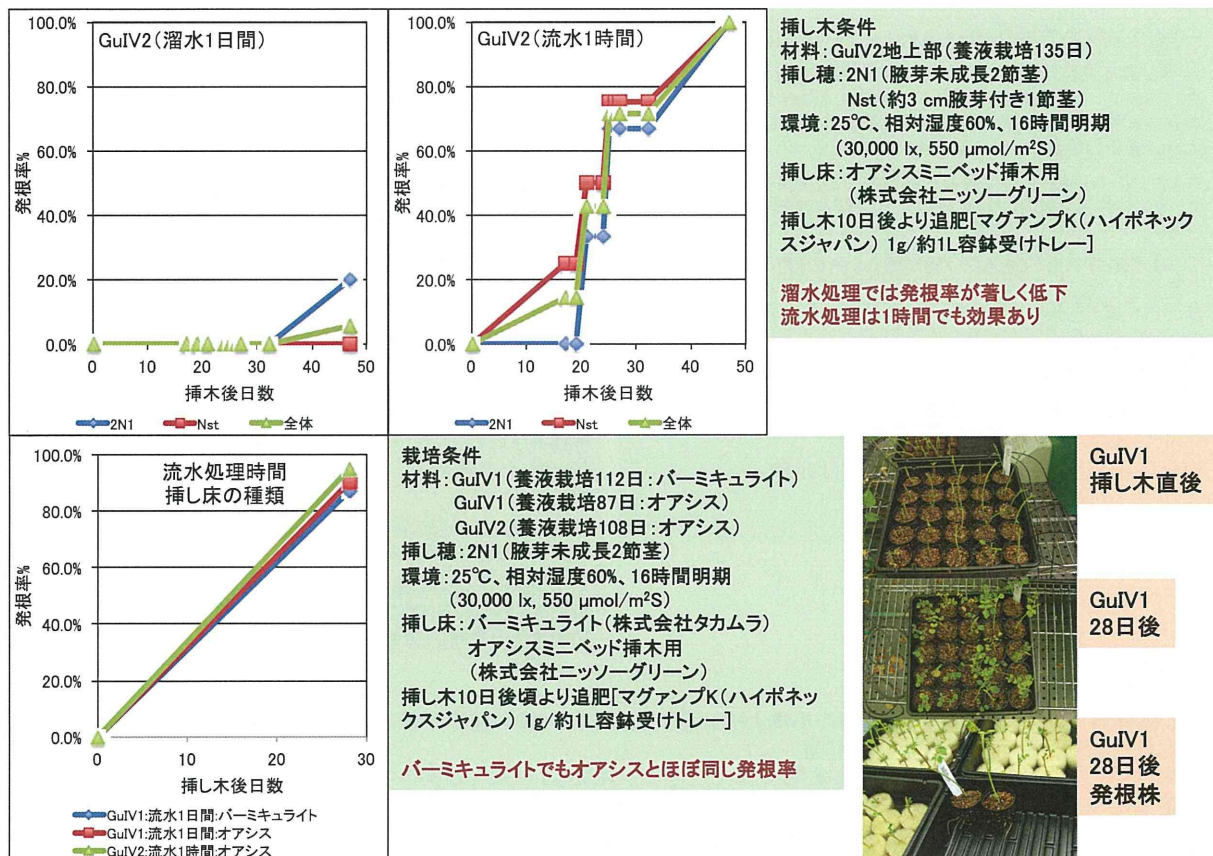 GuIV2(溜水1日間)
100.0%
80.0%
60.0%
40.0%
20.0%
0.0%
発根率%
0 10 20 30 40 50
挿木後日数
2N1 Nst 全体
GuIV2(流水1時間)
100.0%
80.0%
60.0%
40.0%
20.0%
0.0%
発根率%
0 10 20 30 40 50
挿木後日数
2N1 Nst 全体
挿し木条件
材料:GuIV2地上部(養液栽培135日)
挿し穂:2N1(腋芽未成長2節茎)
Nst(約3 cm腋芽付き1節茎)
環境:25℃、相対湿度60%、16時間明期
(30,000 lx, 550 μmol/m²S)
挿し床:オアシスミニベッド挿木用
(株式会社ニッソーグリーン)
挿し木10日後より追肥[マグァンプK(ハイポネック
スジャパン) 1g/約1L容鉢受けトレー]
溜水処理では発根率が著しく低下
流水処理は1時間でも効果あり
流水処理時間
挿し床の種類
100.0%
80.0%
60.0%
40.0%
20.0%
0.0%
発根率%
0 10 20 30
挿し木後日数
GuIV1:流水1日間:バーミキュライト
GuIV1:流水1日間:オアシス
GuIV2:流水1時間:オアシス
栽培条件
材料:GuIV1(養液栽培112日:バーミキュライト)
GuIV1(養液栽培87日:オアシス)
GuIV2(養液栽培108日:オアシス)
挿し穂:2N1(腋芽未成長2節茎)
環境:25℃、相対湿度60%、16時間明期
(30,000 lx, 550 μmol/m²S)
挿し床:バーミキュライト(株式会社タカムラ)
オアシスミニベッド挿木用
(株式会社ニッソーグリーン)
挿し木10日後頃より追肥[マグァンプK(ハイポネッ
クスジャパン) 1g/約1L容鉢受けトレー]
バーミキュライトでもオアシスとほぼ同じ発根率
GuIV1
挿し木直後
GuIV1
28日後
GuIV1
28日後
発根株